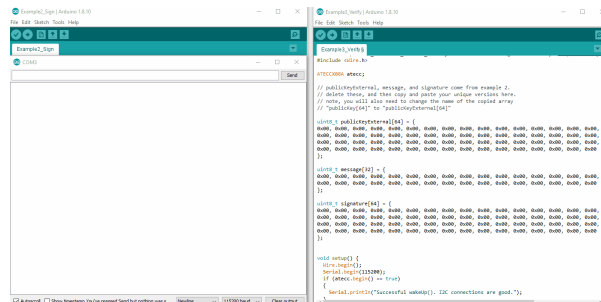 Example2_Sign | Arduino 1.8.10
File Edit Sketch Tools Help
Example2_Sign
COM6
Send
Autoscroll Show timestamp You've pressed Send but nothing was s
Newline
115200 baud
Clear output
Example3_Verify | Arduino 1.8.10
File Edit Sketch Tools Help
Example3_Verify §
#include <Wire.h>
ATECCX08A atecc;
// publicKeyExternal, message, and signature come from example 2.
// delete these, and then copy and paste your unique versions here.
// note, you will also need to change the name of the copied array
// "publicKey[64]" to "publicKeyExternal[64]"
uint8_t publicKeyExternal[64] = {
0x00, 0x00, 0x00, 0x00, 0x00, 0x00, 0x00, 0x00, 0x00, 0x00, 0x00, 0x00, 0x00, 0x00, 0x00, 0x00,
0x00, 0x00, 0x00, 0x00, 0x00, 0x00, 0x00, 0x00, 0x00, 0x00, 0x00, 0x00, 0x00, 0x00, 0x00, 0x00,
0x00, 0x00, 0x00, 0x00, 0x00, 0x00, 0x00, 0x00, 0x00, 0x00, 0x00, 0x00, 0x00, 0x00, 0x00, 0x00,
0x00, 0x00, 0x00, 0x00, 0x00, 0x00, 0x00, 0x00, 0x00, 0x00, 0x00, 0x00, 0x00, 0x00, 0x00, 0x00
};
uint8_t message[32] = {
0x00, 0x00, 0x00, 0x00, 0x00, 0x00, 0x00, 0x00, 0x00, 0x00, 0x00, 0x00, 0x00, 0x00, 0x00, 0x00,
0x00, 0x00, 0x00, 0x00, 0x00, 0x00, 0x00, 0x00, 0x00, 0x00, 0x00, 0x00, 0x00, 0x00, 0x00, 0x00
};
uint8_t signature[64] = {
0x00, 0x00, 0x00, 0x00, 0x00, 0x00, 0x00, 0x00, 0x00, 0x00, 0x00, 0x00, 0x00, 0x00, 0x00, 0x00,
0x00, 0x00, 0x00, 0x00, 0x00, 0x00, 0x00, 0x00, 0x00, 0x00, 0x00, 0x00, 0x00, 0x00, 0x00, 0x00,
0x00, 0x00, 0x00, 0x00, 0x00, 0x00, 0x00, 0x00, 0x00, 0x00, 0x00, 0x00, 0x00, 0x00, 0x00, 0x00,
0x00, 0x00, 0x00, 0x00, 0x00, 0x00, 0x00, 0x00, 0x00, 0x00, 0x00, 0x00, 0x00, 0x00, 0x00, 0x00
};
void setup() {
Wire.begin();
Serial.begin(115200);
if (atecc.begin() == true)
{
Serial.println("Successful wakeUp(). I2C connections are good.");
}